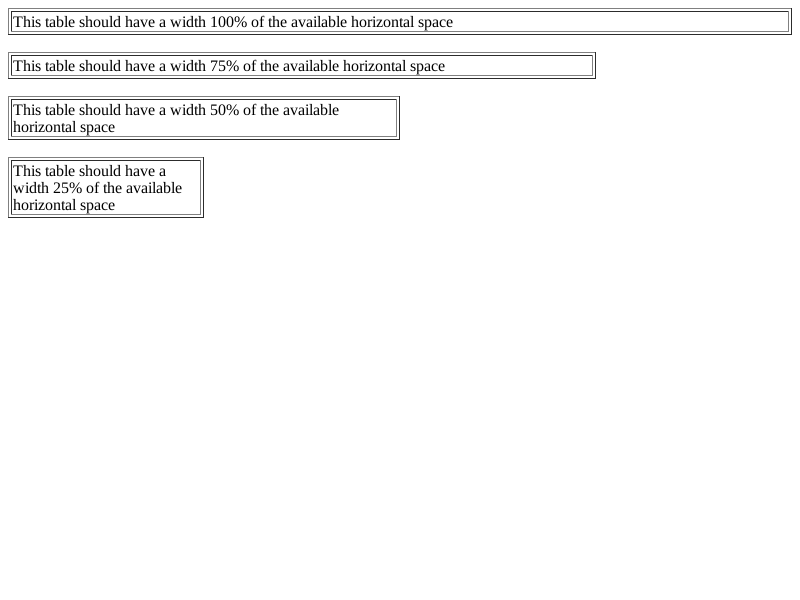 This table should have a width 100% of the available horizontal space
This table should have a width 75% of the available horizontal space
This table should have a width 50% of the available
horizontal space
This table should have a
width 25% of the available
horizontal space